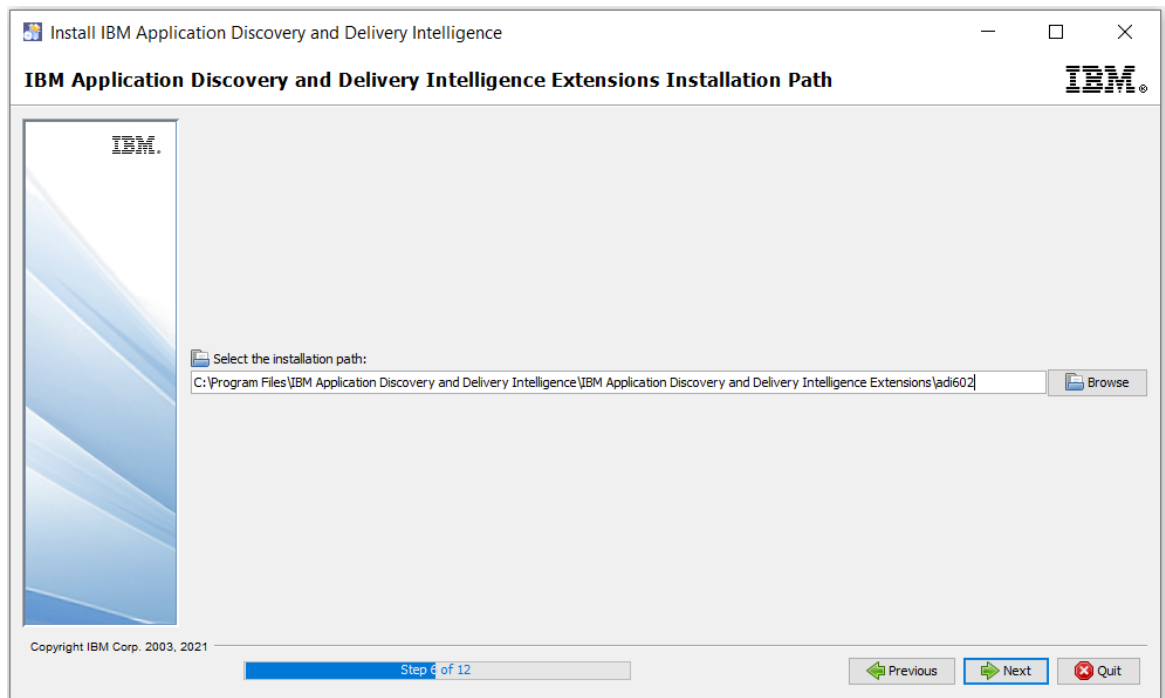 Install IBM Application Discovery and Delivery Intelligence
IBM Application Discovery and Delivery Intelligence Extensions Installation Path
IBM®
IBM.
Select the installation path:
C:\Program Files\IBM Application Discovery and Delivery Intelligence\IBM Application Discovery and Delivery Intelligence Extensions\adi602
Browse
Copyright IBM Corp. 2003, 2021
Step 6 of 12
Previous
Next
Quit